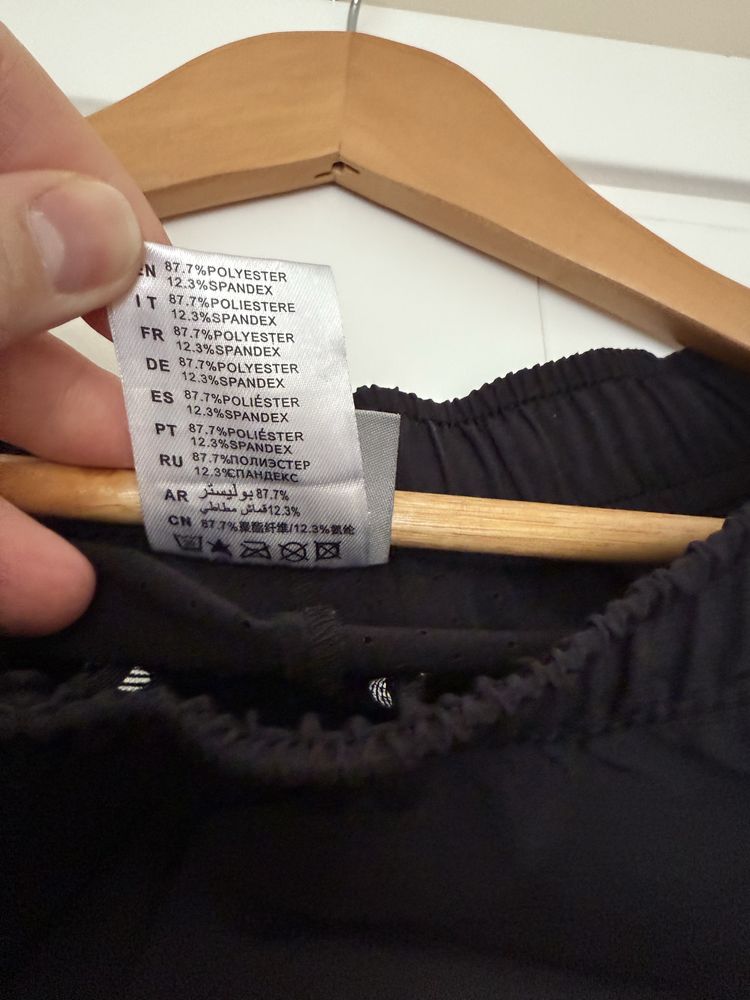 EN 87.7%POLYESTER
12.3%SPANDEX
IT 87.7%POLIESTERE
12.3%SPANDEX
FR 87.7%POLYESTER
12.3%SPANDEX
DE 87.7%POLYESTER
12.3%SPANDEX
ES 87.7%POLIÉSTER
12.3%SPANDEX
PT 87.7%POLIÉSTER
12.3%SPANDEX
RU 87.7%ПОЛИЭСТЕР
12.3%СПАНДЕКС
AR بوليستر 87.7%
قماش مطاطي 12.3%
CN 87.7%聚酯纤维/12.3%氨纶